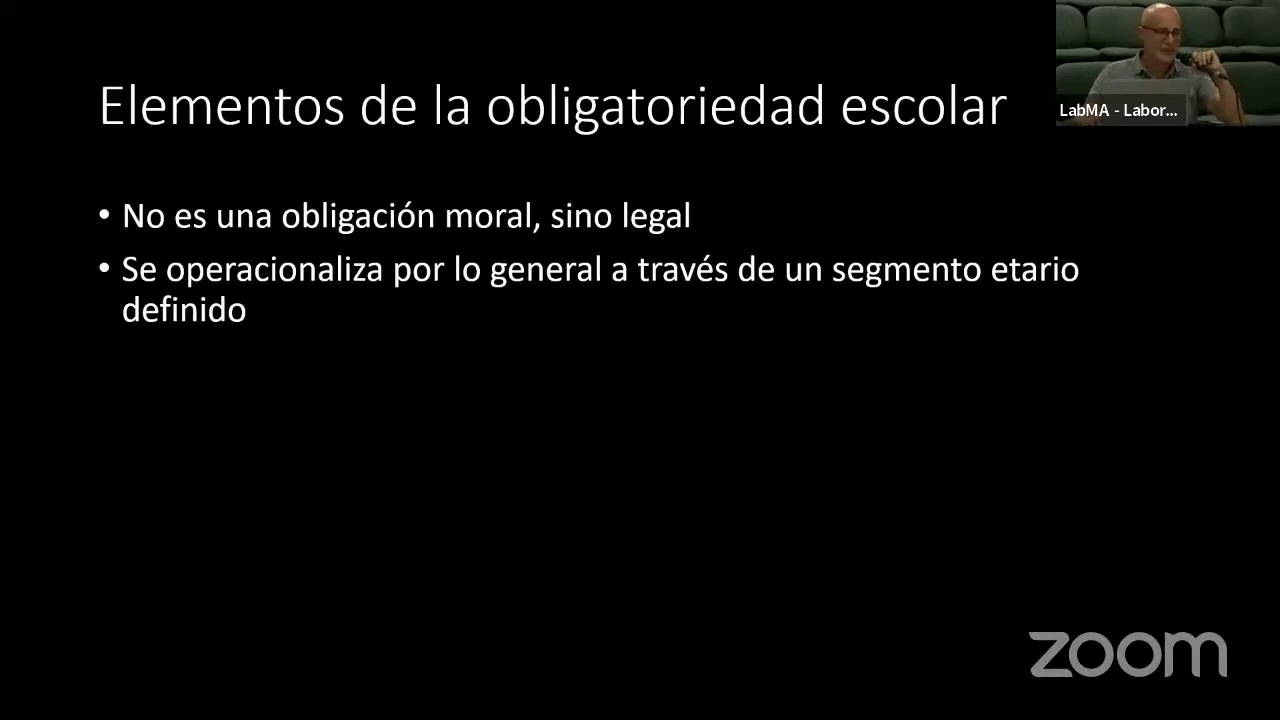 Elementos de la obligatoriedad escolar
LabMA - Labor...
• No es una obligación moral, sino legal
• Se operacionaliza por lo general a través de un segmento etario
definido
zoom